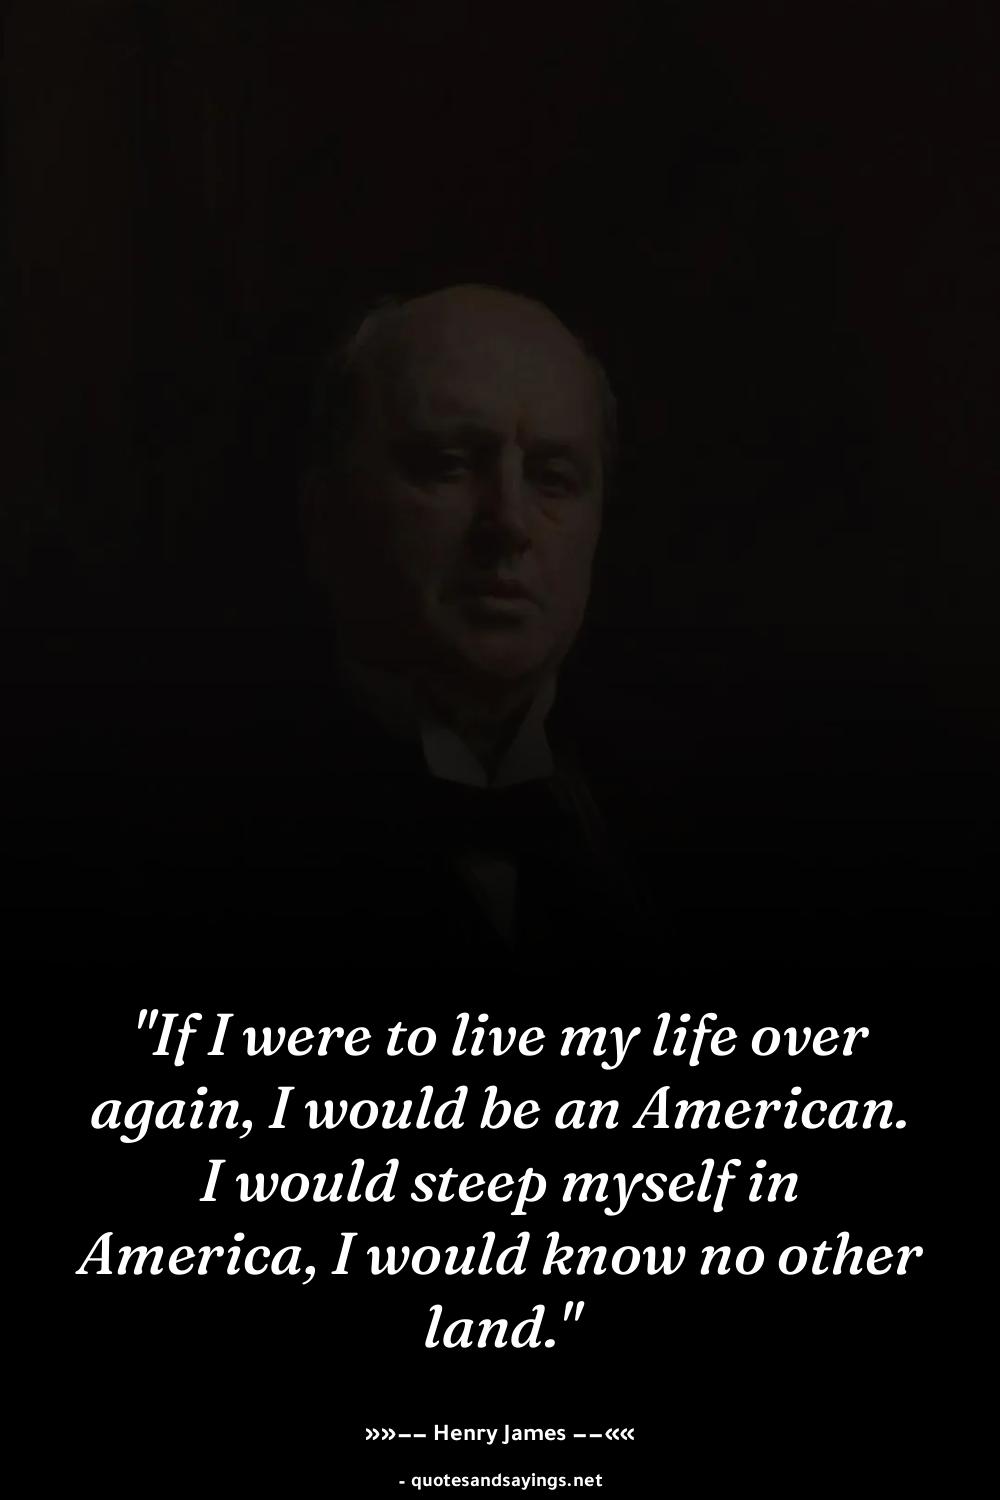 "If I were to live my life over
again, I would be an American.
I would steep myself in
America, I would know no other
land."
»»–– Henry James ––««
- quotesandsayings.net